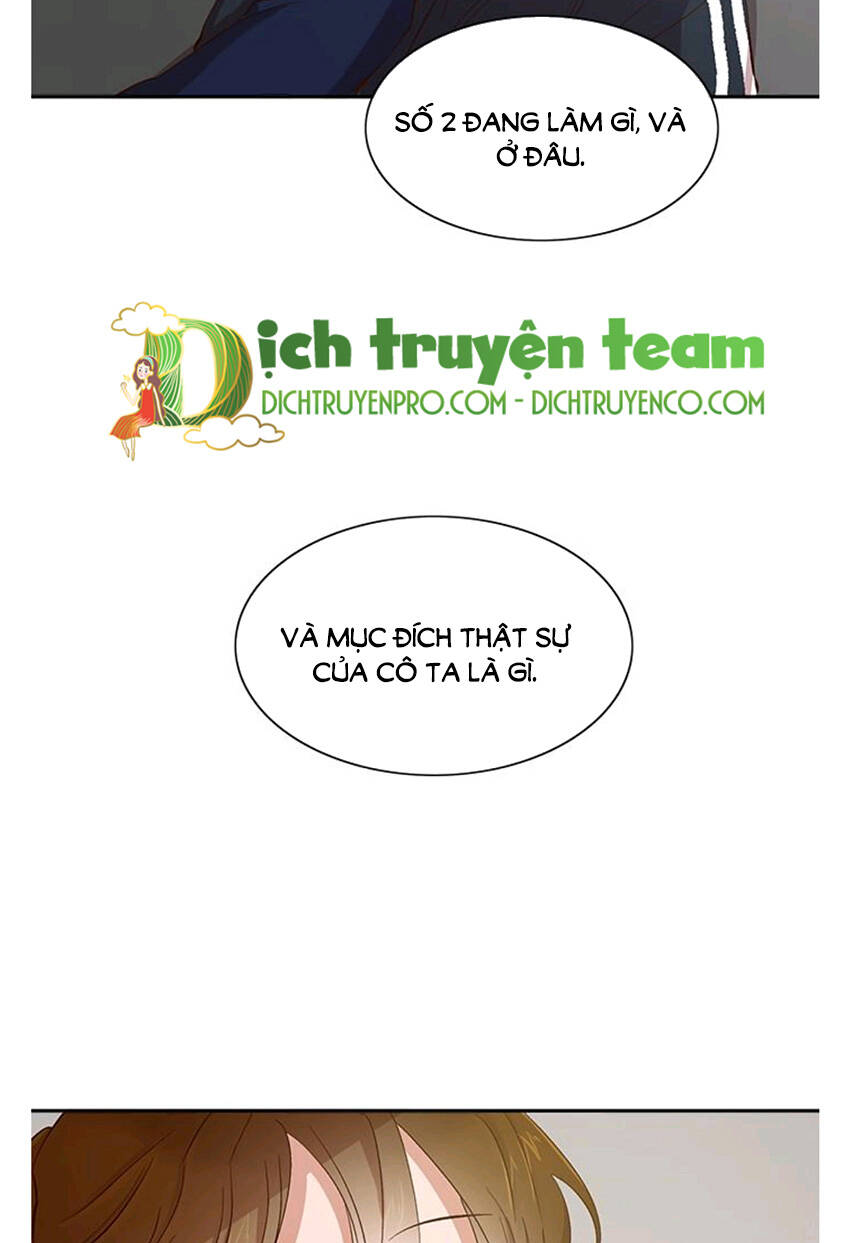 SỐ 2 ĐANG LÀM GÌ, VÀ
Ở ĐÂU.
Dịch truyện team
DICHTRUYENPRO.COM - DICHTRUYENCO.COM
VÀ MỤC ĐÍCH THẬT SỰ
CỦA CÔ TA LÀ GÌ.